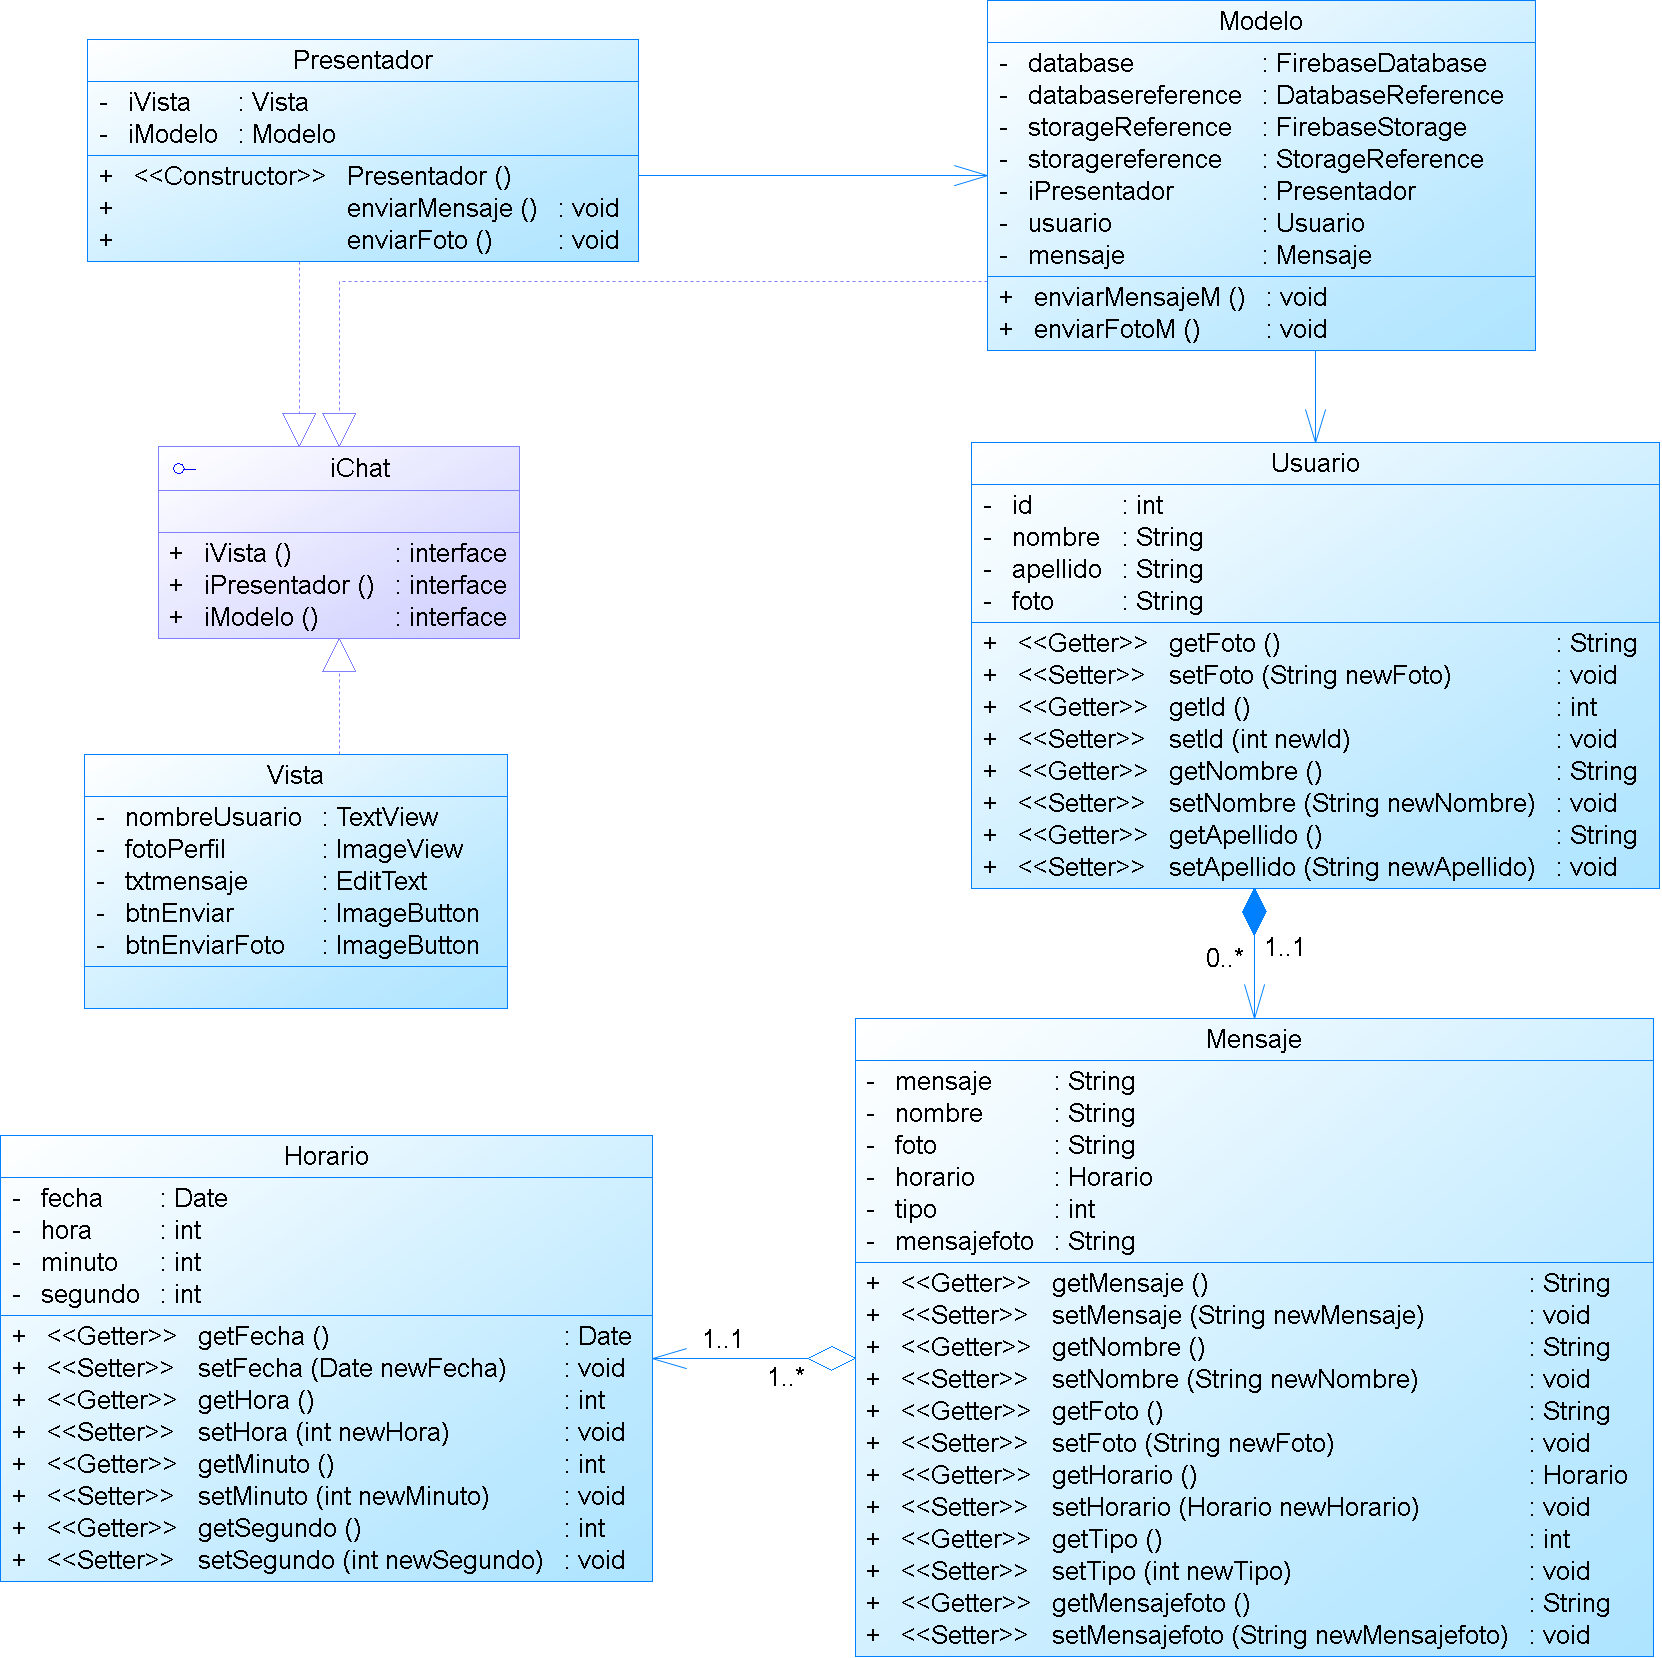 Presentador
- iVista : Vista
- iModelo : Modelo
+ <<Constructor>> Presentador ()
+ enviarMensaje () : void
+ enviarFoto () : void
Modelo
- database : FirebaseDatabase
- databasereference : DatabaseReference
- storageReference : FirebaseStorage
- storagereference : StorageReference
- iPresentador : Presentador
- usuario : Usuario
- mensaje : Mensaje
+ enviarMensajeM () : void
+ enviarFotoM () : void
iChat
+ iVista () : interface
+ iPresentador () : interface
+ iModelo () : interface
Usuario
- id : int
- nombre : String
- apellido : String
- foto : String
+ <<Getter>> getFoto () : String
+ <<Setter>> setFoto (String newFoto) : void
+ <<Getter>> getId () : int
+ <<Setter>> setId (int newId) : void
+ <<Getter>> getNombre () : String
+ <<Setter>> setNombre (String newNombre) : void
+ <<Getter>> getApellido () : String
+ <<Setter>> setApellido (String newApellido) : void
Vista
- nombreUsuario : TextView
- fotoPerfil : ImageView
- txtmensaje : EditText
- btnEnviar : ImageButton
- btnEnviarFoto : ImageButton
0..* 1..1
Mensaje
- mensaje : String
- nombre : String
- foto : String
- horario : Horario
- tipo : int
- mensajefoto : String
+ <<Getter>> getMensaje () : String
+ <<Setter>> setMensaje (String newMensaje) : void
+ <<Getter>> getNombre () : String
+ <<Setter>> setNombre (String newNombre) : void
+ <<Getter>> getFoto () : String
+ <<Setter>> setFoto (String newFoto) : void
+ <<Getter>> getHorario () : Horario
+ <<Setter>> setHorario (Horario newHorario) : void
+ <<Getter>> getTipo () : int
+ <<Setter>> setTipo (int newTipo) : void
+ <<Getter>> getMensajefoto () : String
+ <<Setter>> setMensajefoto (String newMensajefoto) : void
Horario
- fecha : Date
- hora : int
- minuto : int
- segundo : int
+ <<Getter>> getFecha () : Date
+ <<Setter>> setFecha (Date newFecha) : void
+ <<Getter>> getHora () : int
+ <<Setter>> setHora (int newHora) : void
+ <<Getter>> getMinuto () : int
+ <<Setter>> setMinuto (int newMinuto) : void
+ <<Getter>> getSegundo () : int
+ <<Setter>> setSegundo (int newSegundo) : void
1..1
1..*